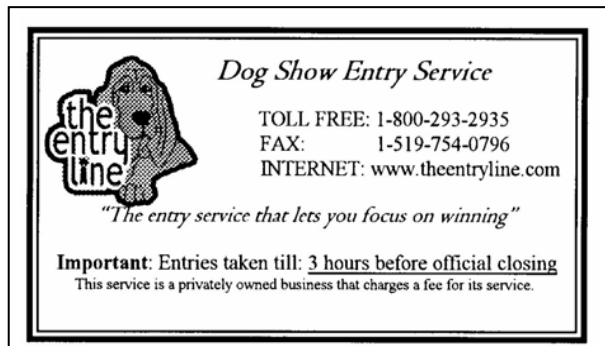 Dog Show Entry Service
the
entry
line
TOLL FREE: 1-800-293-2935
FAX: 1-519-754-0796
INTERNET: www.theentryline.com
"The entry service that lets you focus on winning"
Important: Entries taken till: 3 hours before official closing
This service is a privately owned business that charges a fee for its service.